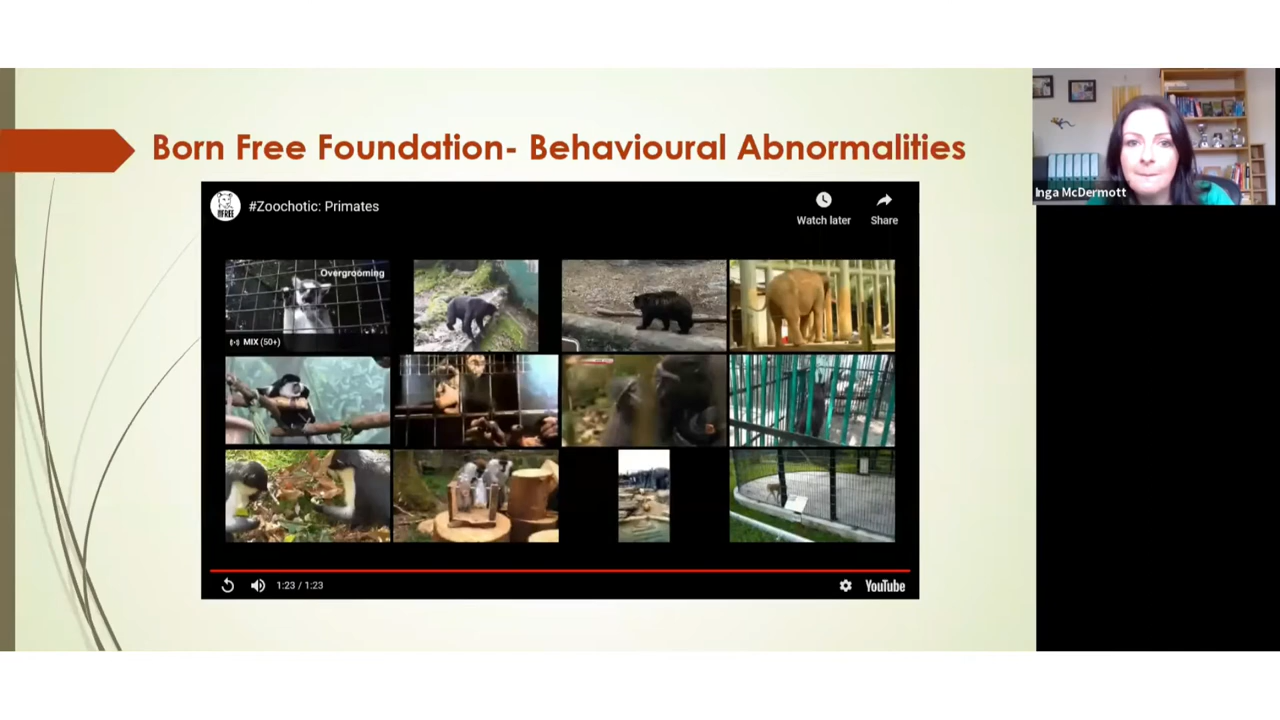 Born Free Foundation- Behavioural Abnormalities
#Zoochotic: Primates
Watch later
Share
Inga McDermott
Overgrooming
MIX (50+)
1:23 / 1:23
YouTube